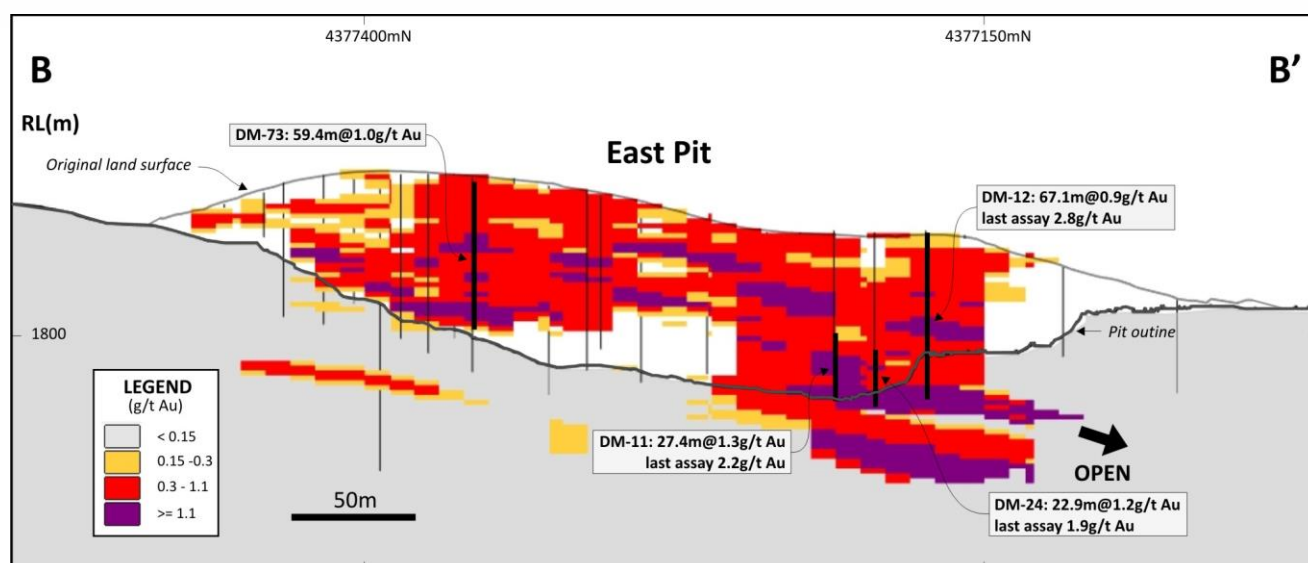 4377400mN
4377150mN
B
B’
RL(m)
DM-73: 59.4m@1.0g/t Au
East Pit
Original land surface
DM-12: 67.1m@0.9g/t Au
last assay 2.8g/t Au
1800
Pit outine
LEGEND
(g/t Au)
< 0.15
0.15 -0.3
0.3 - 1.1
>= 1.1
DM-11: 27.4m@1.3g/t Au
last assay 2.2g/t Au
OPEN
50m
DM-24: 22.9m@1.2g/t Au
last assay 1.9g/t Au